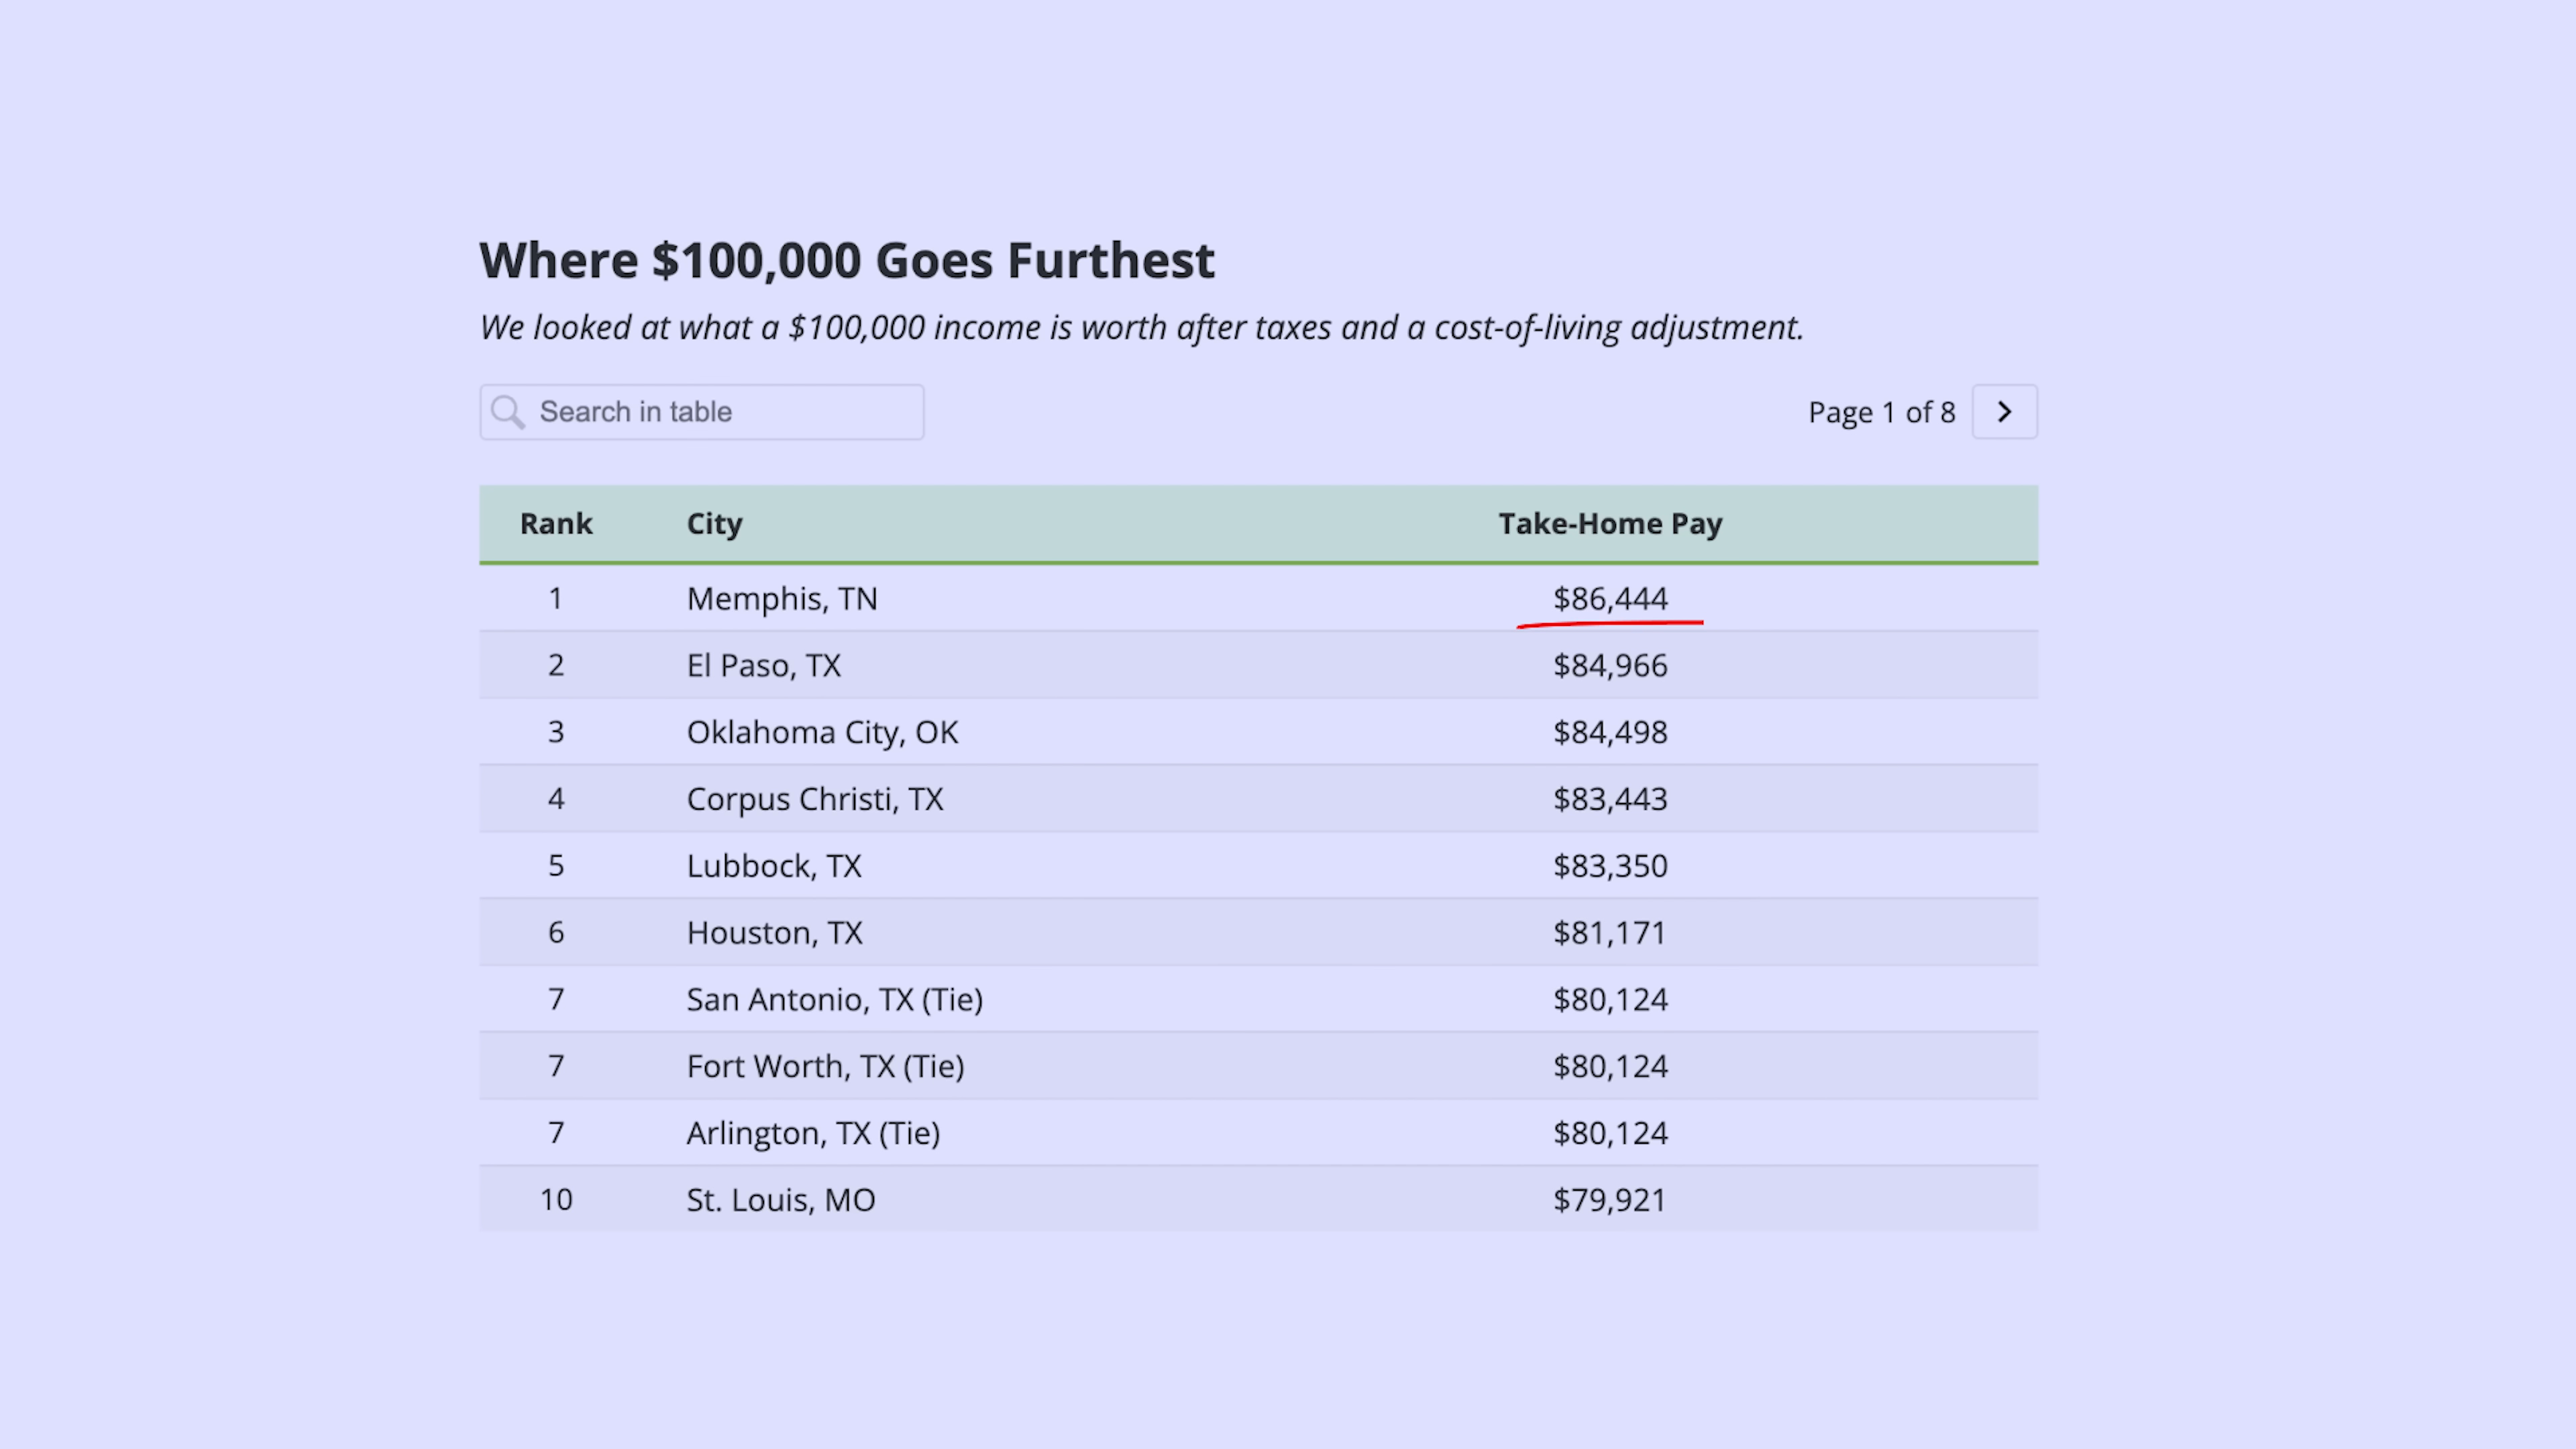 Where $100,000 Goes Furthest
We looked at what a $100,000 income is worth after taxes and a cost-of-living adjustment.
Search in table
Page 1 of 8
Rank City Take-Home Pay
1 Memphis, TN $86,444
2 El Paso, TX $84,966
3 Oklahoma City, OK $84,498
4 Corpus Christi, TX $83,443
5 Lubbock, TX $83,350
6 Houston, TX $81,171
7 San Antonio, TX (Tie) $80,124
7 Fort Worth, TX (Tie) $80,124
7 Arlington, TX (Tie) $80,124
10 St. Louis, MO $79,921